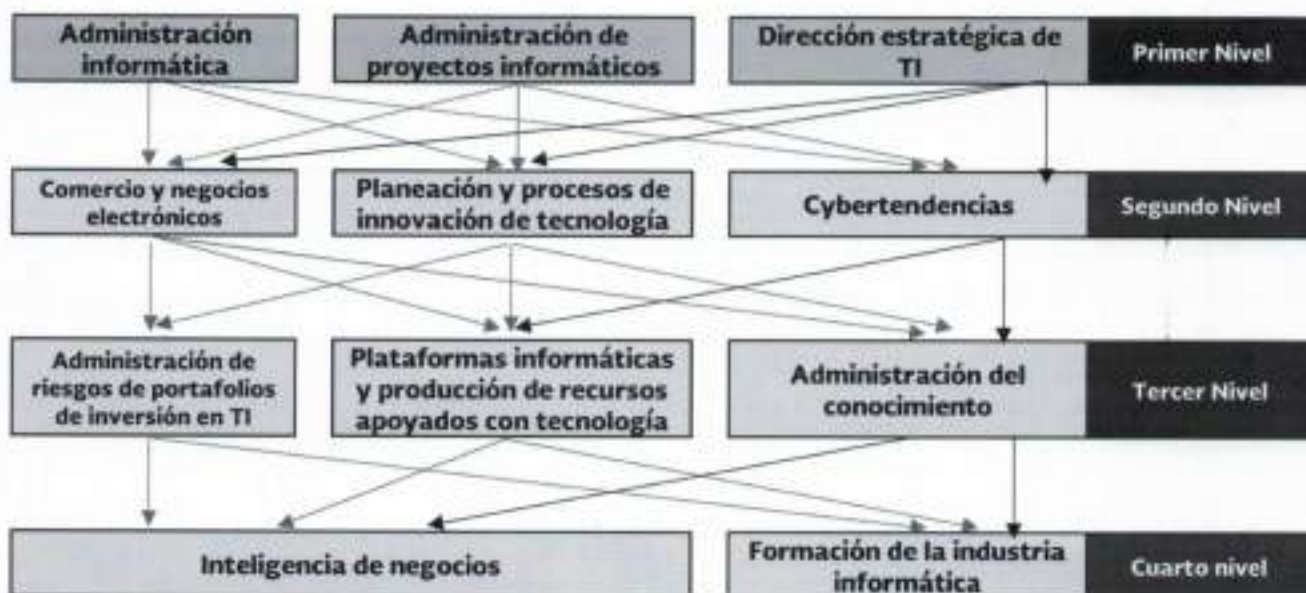 Administración
informática
Administración de
proyectos informáticos
Dirección estratégica de
TI
Primer Nivel
Comercio y negocios
electrónicos
Planeación y procesos de
innovación de tecnología
Cybertendencias
Segundo Nivel
Administración de
riesgos de portafolios
de inversión en TI
Plataformas informáticas
y producción de recursos
apoyados con tecnología
Administración del
conocimiento
Tercer Nivel
Inteligencia de negocios
Formación de la industria
informática
Cuarto nivel